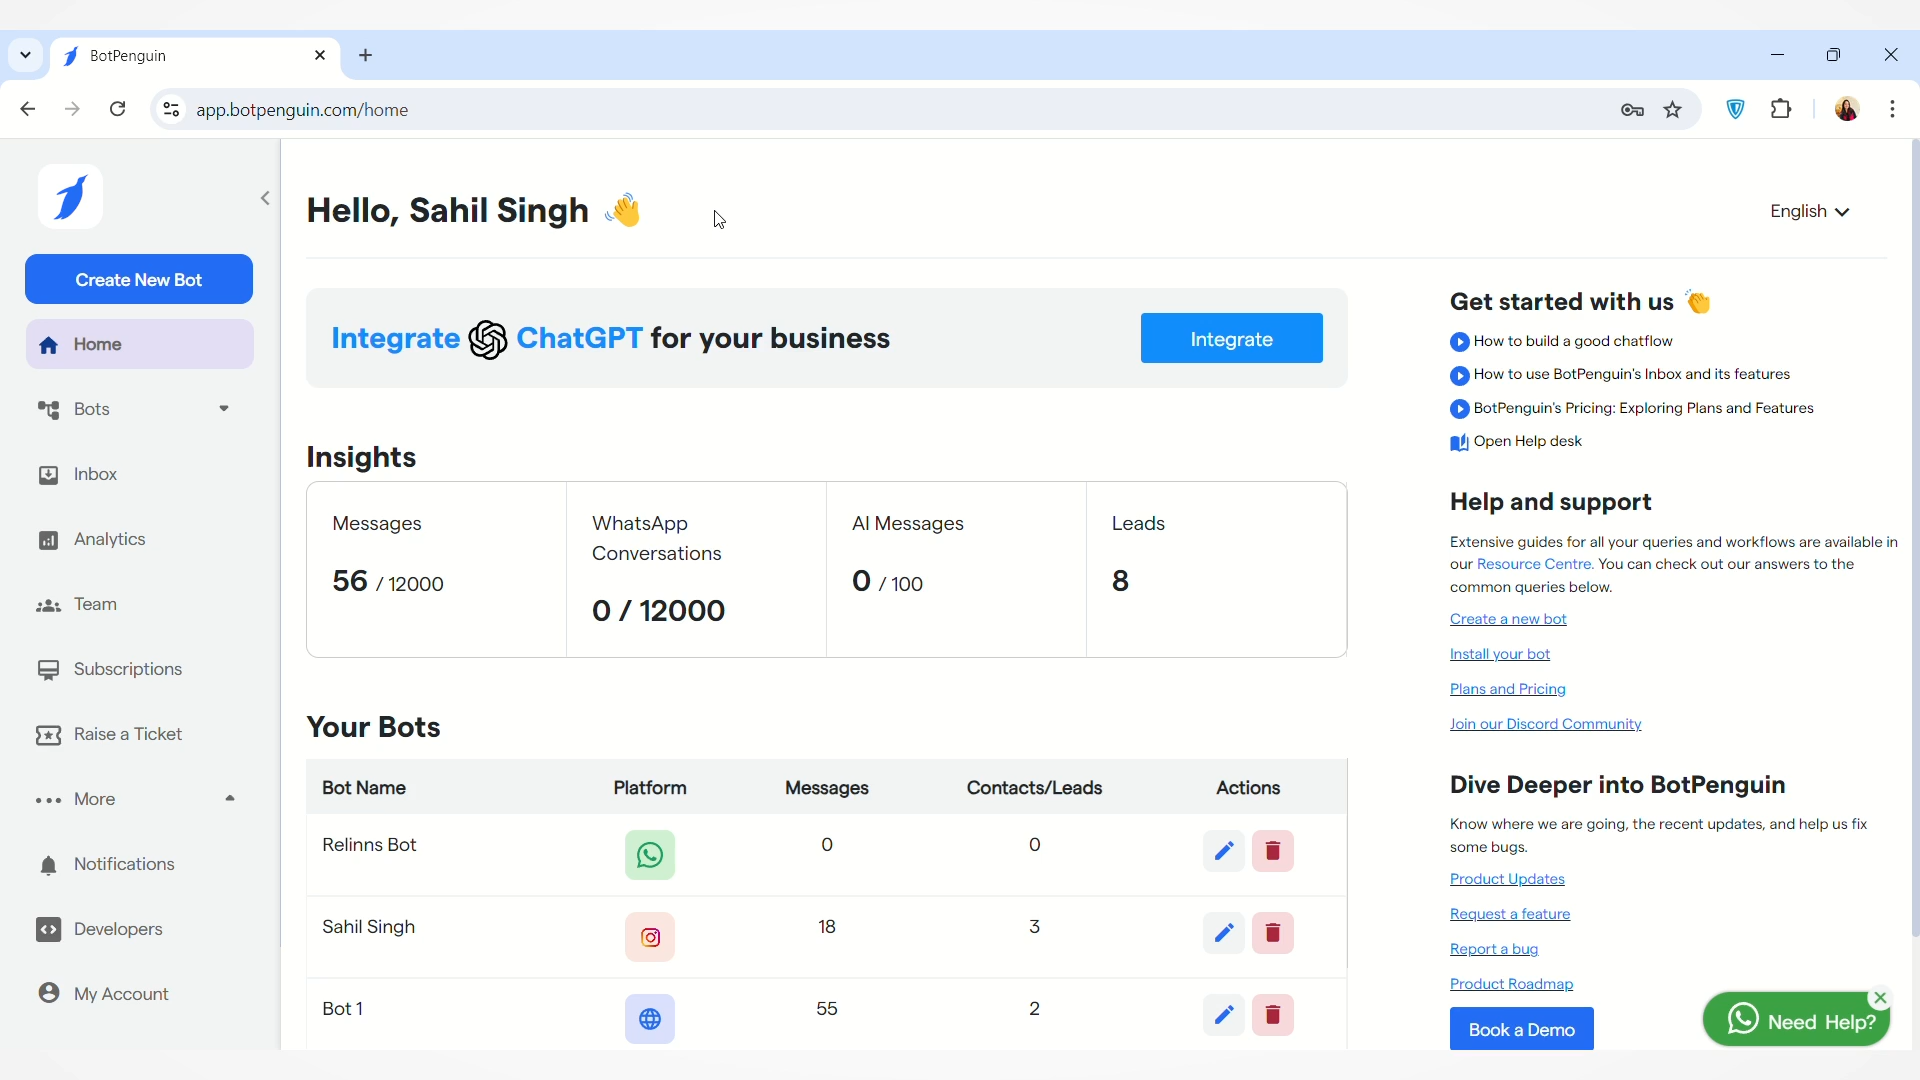 BotPenguin
app.botpenguin.com/home
Create New Bot
Home
Bots
Inbox
Analytics
Team
Subscriptions
Raise a Ticket
More
Notifications
Developers
My Account
Hello, Sahil Singh 👋
English
Integrate ChatGPT for your business
Integrate
Insights
Messages
56 / 12000
WhatsApp
Conversations
0 / 12000
AI Messages
0 / 100
Leads
8
Your Bots
Bot Name Platform Messages Contacts/Leads Actions
Relinns Bot 0 0
Sahil Singh 18 3
Bot 1 55 2
Get started with us 👏
How to build a good chatflow
How to use BotPenguin's Inbox and its features
BotPenguin's Pricing: Exploring Plans and Features
Open Help desk
Help and support
Extensive guides for all your queries and workflows are available in
our Resource Centre. You can check out our answers to the
common queries below.
Create a new bot
Install your bot
Plans and Pricing
Join our Discord Community
Dive Deeper into BotPenguin
Know where we are going, the recent updates, and help us fix
some bugs.
Product Updates
Request a feature
Report a bug
Product Roadmap
Book a Demo
Need Help?